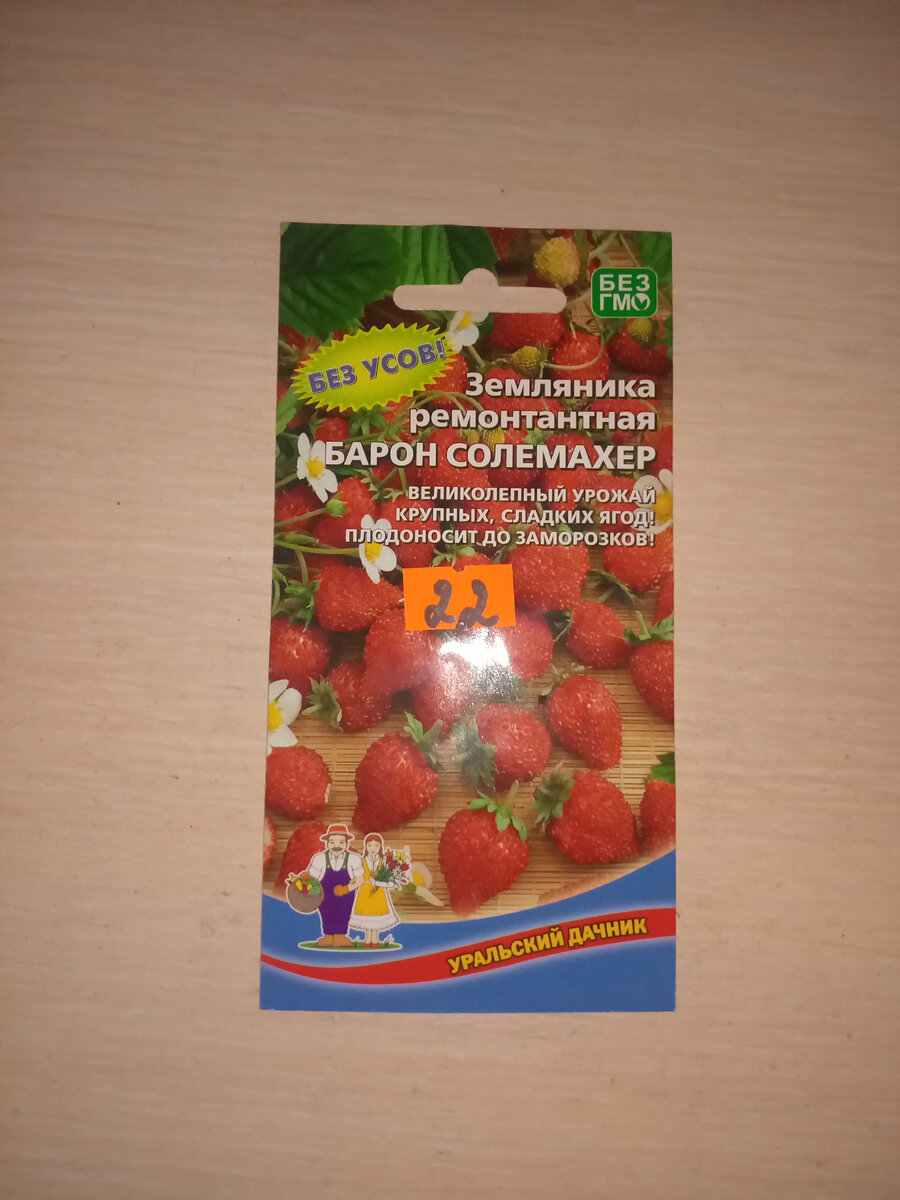 БЕЗ
ГМО
БЕЗ УСОВ!
Земляника
ремонтантная
БАРОН СОЛЕМАХЕР
ВЕЛИКОЛЕПНЫЙ УРОЖАЙ
КРУПНЫХ, СЛАДКИХ ЯГОД!
ПЛОДОНОСИТ ДО ЗАМОРОЗКОВ!
22
УРАЛЬСКИЙ ДАЧНИК